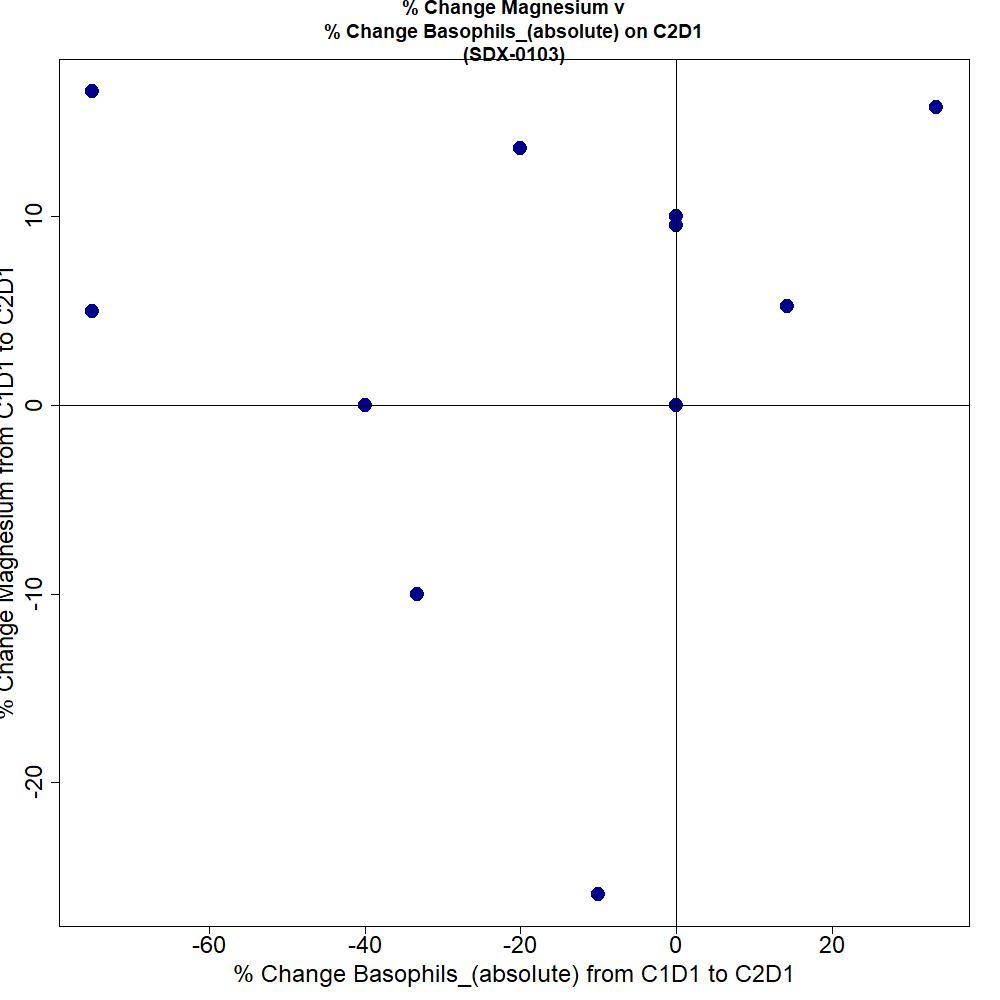 % Change Magnesium v
% Change Basophils_(absolute) on C2D1
(SDX-0103)
% Change Magnesium from C1D1 to C2D1
10
0
-10
-20
-60
-40
-20
0
20
% Change Basophils_(absolute) from C1D1 to C2D1